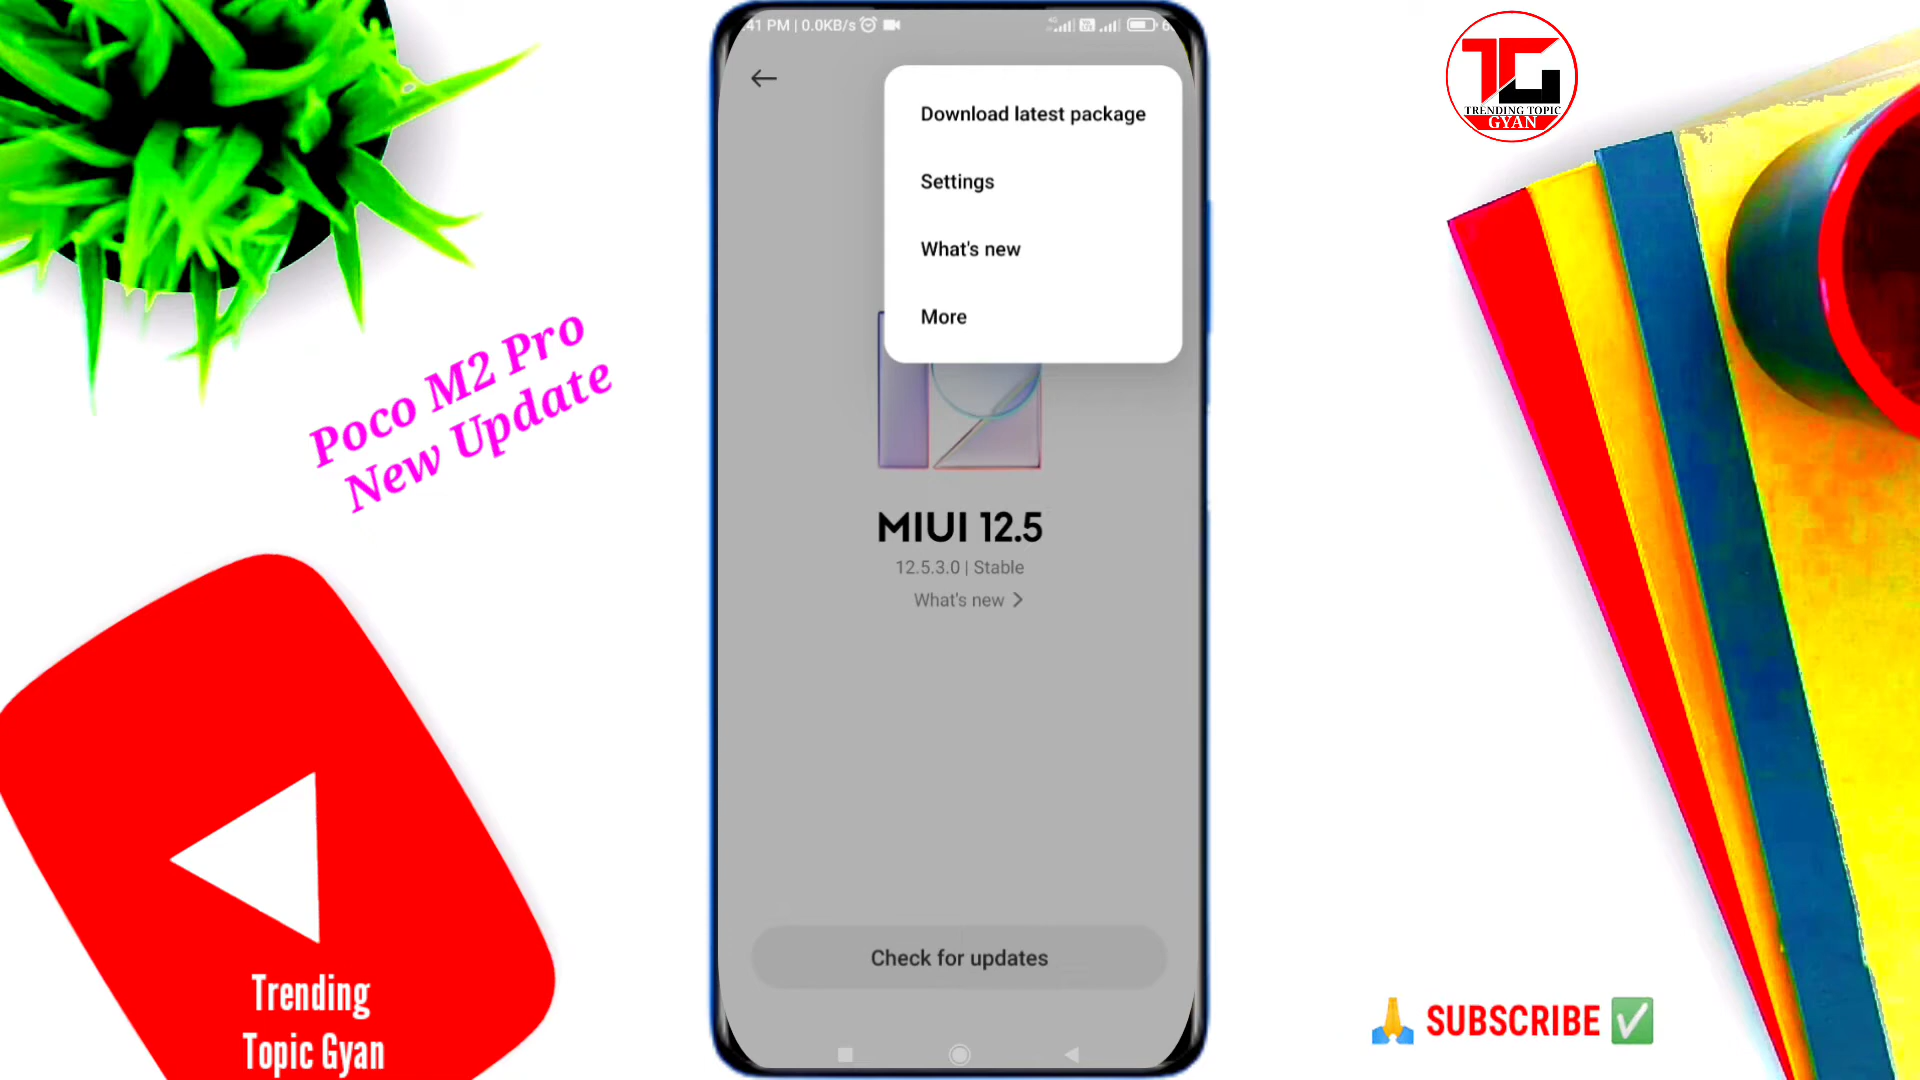 41 PM | 0.0KB/s
Download latest package
Settings
What's new
More
MIUI 12.5
12.5.3.0 | Stable
What's new
Check for updates
Poco M2 Pro
New Update
Trending
Topic Gyan
TG
TRENDING TOPIC
GYAN
SUBSCRIBE